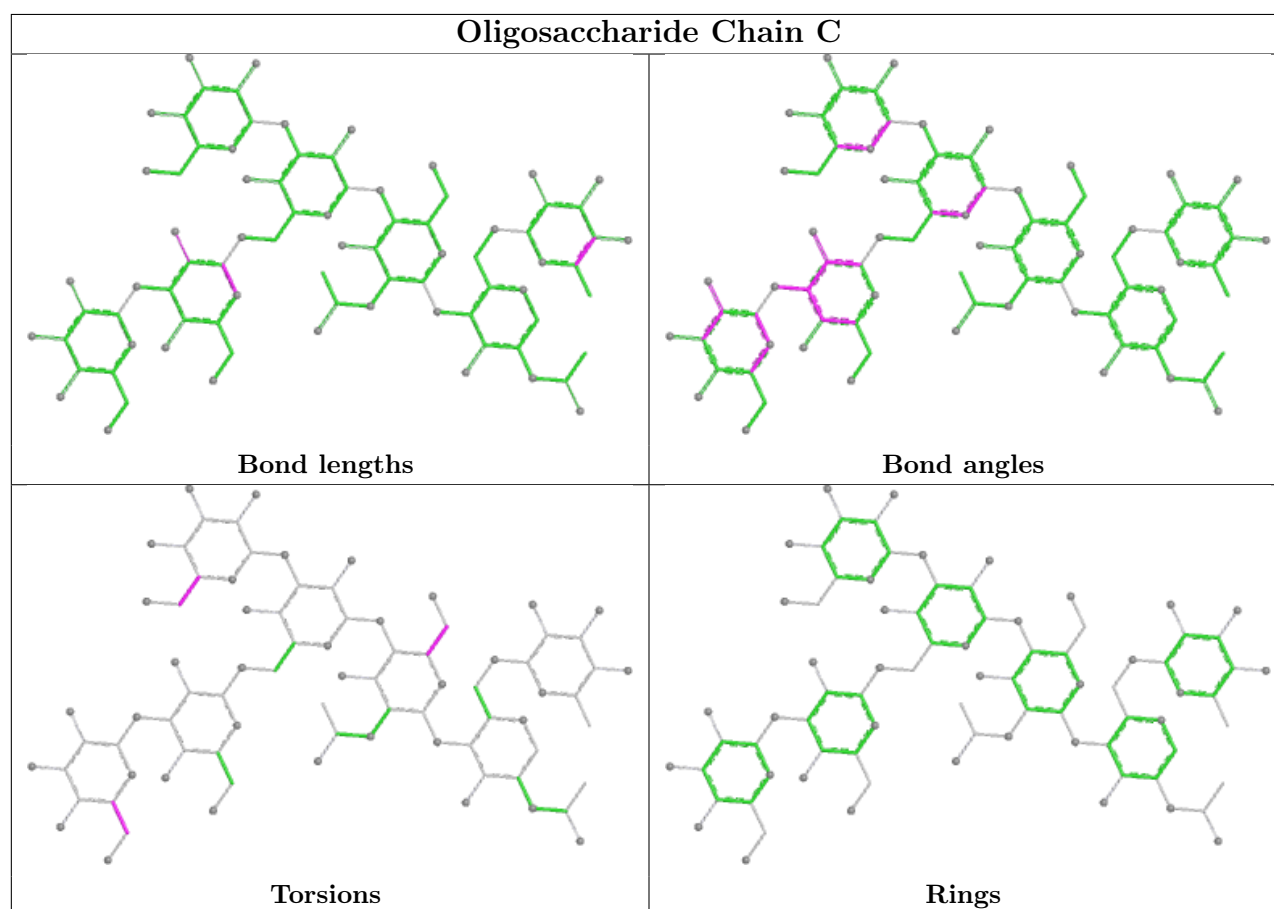 Oligosaccharide Chain C
Bond lengths
Bond angles
Torsions
Rings